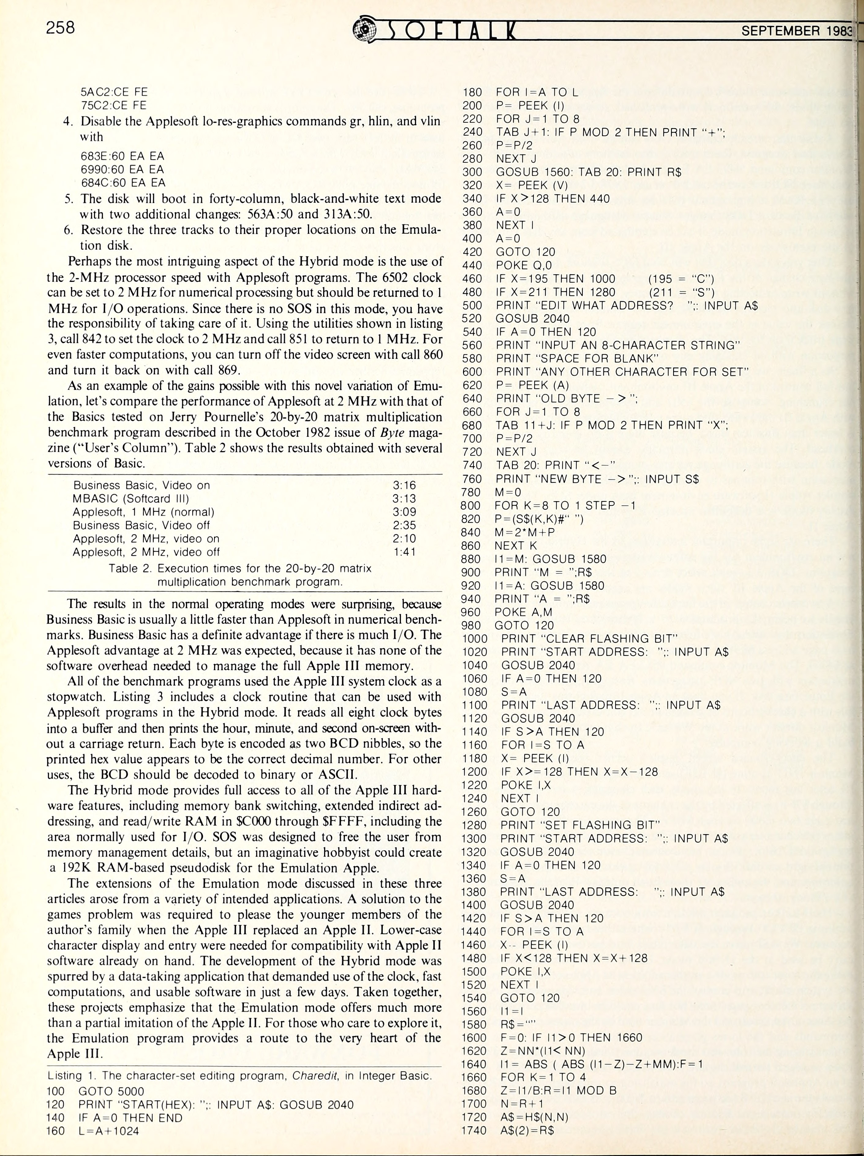 258
SOFTALK
SEPTEMBER 1983
5AC2:CE FE
75C2:CE FE
4. Disable the Applesoft lo-res-graphics commands gr, hlin, and vlin
with
683E:60 EA EA
6990:60 EA EA
684C:60 EA EA
5. The disk will boot in forty-column, black-and-white text mode
with two additional changes: 563A:50 and 313A:50.
6. Restore the three tracks to their proper locations on the Emula-
tion disk.
Perhaps the most intriguing aspect of the Hybrid mode is the use of
the 2-MHz processor speed with Applesoft programs. The 6502 clock
can be set to 2 MHz for numerical processing but should be returned to 1
MHz for I/O operations. Since there is no SOS in this mode, you have
the responsibility of taking care of it. Using the utilities shown in listing
3, call 842 to set the clock to 2 MHz and call 851 to return to 1 MHz. For
even faster computations, you can turn off the video screen with call 860
and turn it back on with call 869.
As an example of the gains possible with this novel variation of Emu-
lation, let's compare the performance of Applesoft at 2 MHz with that of
the Basics tested on Jerry Pournelle's 20-by-20 matrix multiplication
benchmark program described in the October 1982 issue of Byte maga-
zine ("User's Column"). Table 2 shows the results obtained with several
versions of Basic.
Business Basic, Video on 3:16
MBASIC (Softcard III) 3:13
Applesoft, 1 MHz (normal) 3:09
Business Basic, Video off 2:35
Applesoft, 2 MHz, video on 2:10
Applesoft, 2 MHz, video off 1:41
Table 2. Execution times for the 20-by-20 matrix
multiplication benchmark program.
The results in the normal operating modes were surprising, because
Business Basic is usually a little faster than Applesoft in numerical bench-
marks. Business Basic has a definite advantage if there is much I/O. The
Applesoft advantage at 2 MHz was expected, because it has none of the
software overhead needed to manage the full Apple III memory.
All of the benchmark programs used the Apple III system clock as a
stopwatch. Listing 3 includes a clock routine that can be used with
Applesoft programs in the Hybrid mode. It reads all eight clock bytes
into a buffer and then prints the hour, minute, and second on-screen with-
out a carriage return. Each byte is encoded as two BCD nibbles, so the
printed hex value appears to be the correct decimal number. For other
uses, the BCD should be decoded to binary or ASCII.
The Hybrid mode provides full access to all of the Apple III hard-
ware features, including memory bank switching, extended indirect ad-
dressing, and read/write RAM in $C000 through $FFFF, including the
area normally used for I/O. SOS was designed to free the user from
memory management details, but an imaginative hobbyist could create
a 192K RAM-based pseudodisk for the Emulation Apple.
The extensions of the Emulation mode discussed in these three
articles arose from a variety of intended applications. A solution to the
games problem was required to please the younger members of the
author's family when the Apple III replaced an Apple II. Lower-case
character display and entry were needed for compatibility with Apple II
software already on hand. The development of the Hybrid mode was
spurred by a data-taking application that demanded use of the clock, fast
computations, and usable software in just a few days. Taken together,
these projects emphasize that the Emulation mode offers much more
than a partial imitation of the Apple II. For those who care to explore it,
the Emulation program provides a route to the very heart of the
Apple III.
Listing 1. The character-set editing program, Charedit, in Integer Basic.
100 GOTO 5000
120 PRINT "START(HEX): ";: INPUT A$: GOSUB 2040
140 IF A=0 THEN END
160 L=A+1024
180 FOR I=A TO L
200 P= PEEK (I)
220 FOR J=1 TO 8
240 TAB J+1: IF P MOD 2 THEN PRINT "+";
260 P=P/2
280 NEXT J
300 GOSUB 1560: TAB 20: PRINT R$
320 X= PEEK (V)
340 IF X>128 THEN 440
360 A=0
380 NEXT I
400 A=0
420 GOTO 120
440 POKE Q,0
460 IF X=195 THEN 1000 (195 = "C")
480 IF X=211 THEN 1280 (211 = "S")
500 PRINT "EDIT WHAT ADDRESS? ";: INPUT A$
520 GOSUB 2040
540 IF A=0 THEN 120
560 PRINT "INPUT AN 8-CHARACTER STRING"
580 PRINT "SPACE FOR BLANK"
600 PRINT "ANY OTHER CHARACTER FOR SET"
620 P= PEEK (A)
640 PRINT "OLD BYTE - > ";
660 FOR J=1 TO 8
680 TAB 11+J: IF P MOD 2 THEN PRINT "X";
700 P=P/2
720 NEXT J
740 TAB 20: PRINT "<-"
760 PRINT "NEW BYTE -> ";: INPUT S$
780 M=0
800 FOR K=8 TO 1 STEP -1
820 P=(S$(K,K)#" ")
840 M=2*M+P
860 NEXT K
880 I1=M: GOSUB 1580
900 PRINT "M = ";R$
920 I1=A: GOSUB 1580
940 PRINT "A = ";R$
960 POKE A,M
980 GOTO 120
1000 PRINT "CLEAR FLASHING BIT"
1020 PRINT "START ADDRESS: ";: INPUT A$
1040 GOSUB 2040
1060 IF A=0 THEN 120
1080 S=A
1100 PRINT "LAST ADDRESS: ";: INPUT A$
1120 GOSUB 2040
1140 IF S>A THEN 120
1160 FOR I=S TO A
1180 X= PEEK (I)
1200 IF X>= 128 THEN X=X-128
1220 POKE I,X
1240 NEXT I
1260 GOTO 120
1280 PRINT "SET FLASHING BIT"
1300 PRINT "START ADDRESS: ";: INPUT A$
1320 GOSUB 2040
1340 IF A=0 THEN 120
1360 S=A
1380 PRINT "LAST ADDRESS: ";: INPUT A$
1400 GOSUB 2040
1420 IF S>A THEN 120
1440 FOR I=S TO A
1460 X-- PEEK (I)
1480 IF X<128 THEN X=X+128
1500 POKE I,X
1520 NEXT I
1540 GOTO 120
1560 I1=I
1580 R$=""
1600 F=0: IF I1>0 THEN 1660
1620 Z=NN*(I1< NN)
1640 I1= ABS ( ABS (I1-Z)-Z+MM):F=1
1660 FOR K=1 TO 4
1680 Z=I1/B:R=I1 MOD B
1700 N=R+1
1720 A$=H$(N,N)
1740 A$(2)=R$